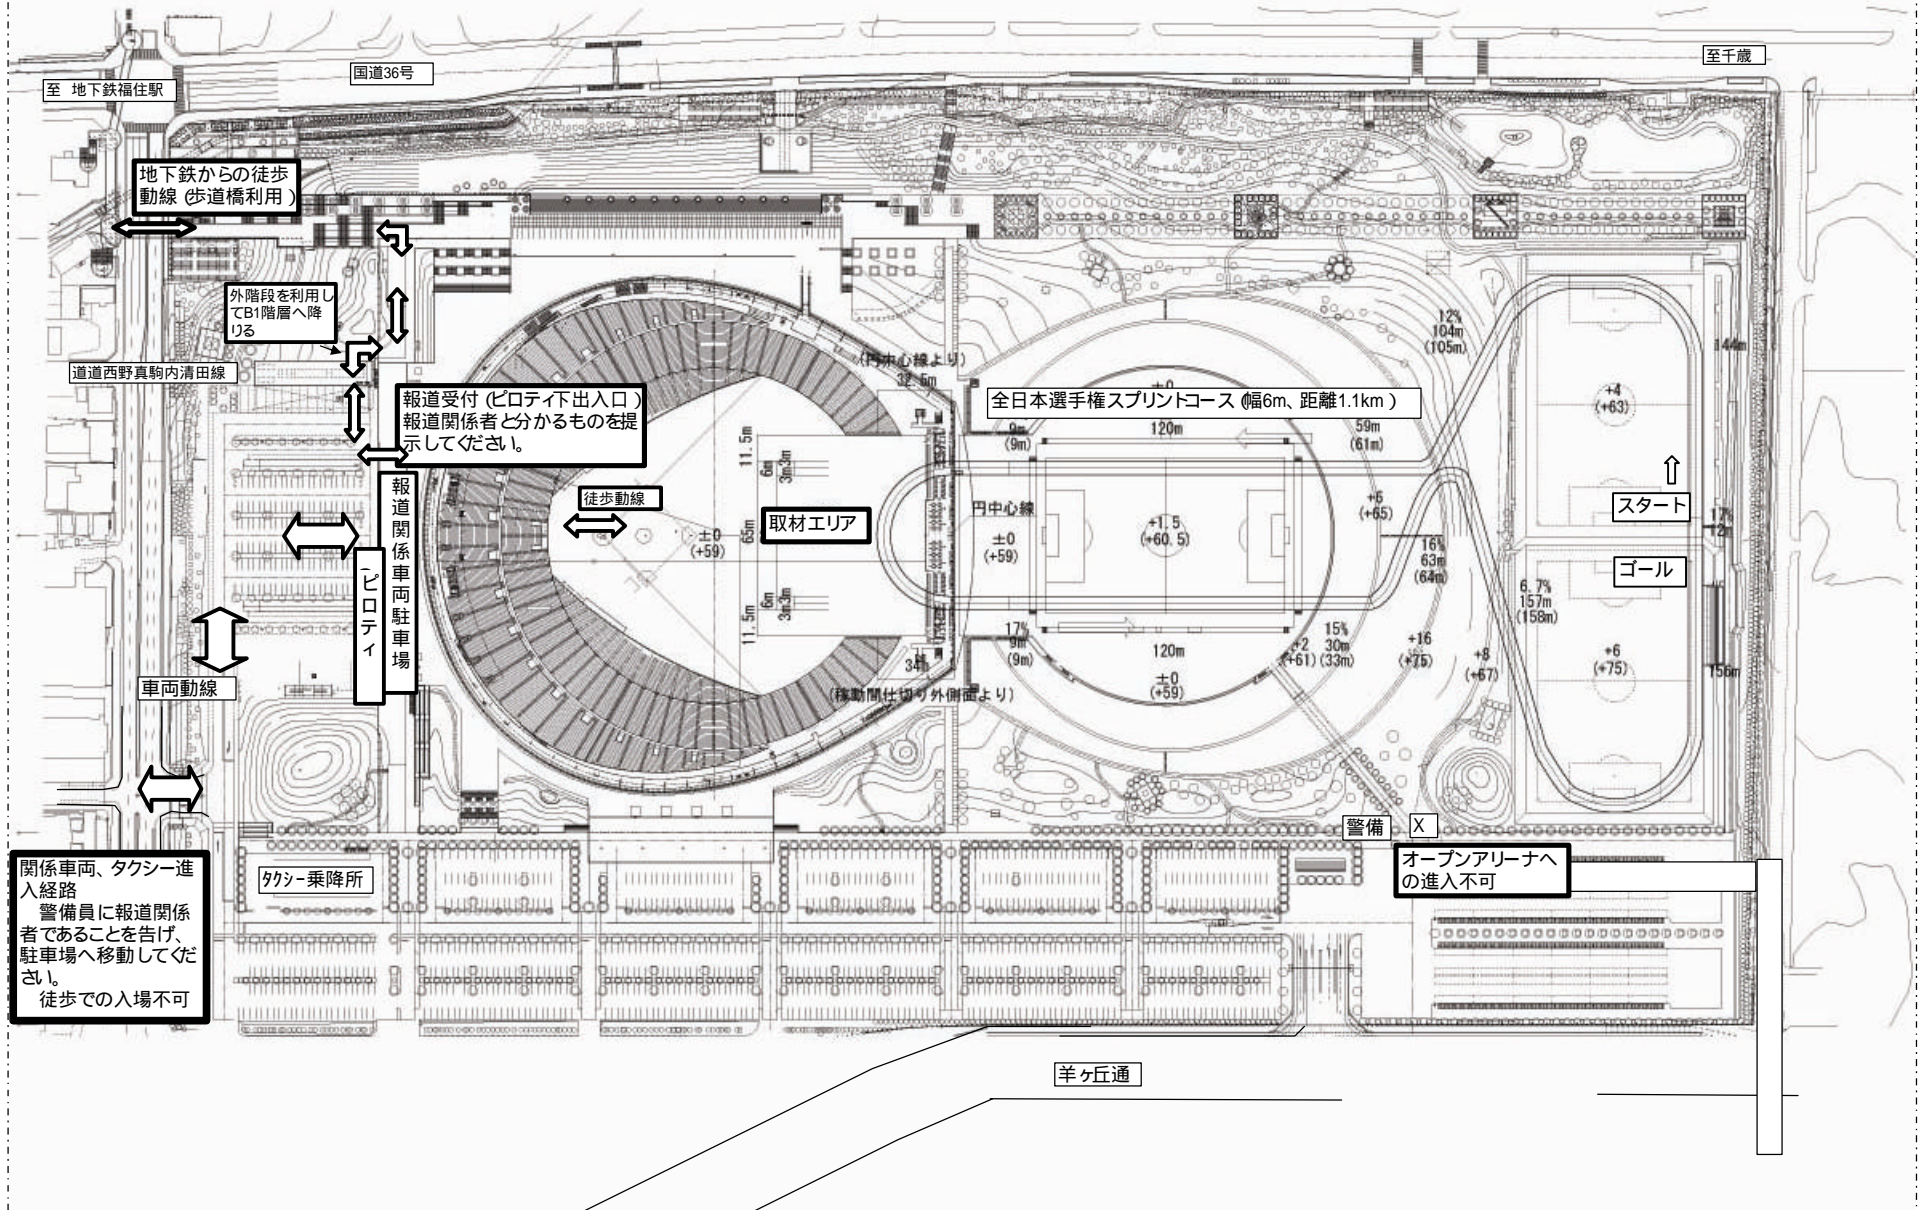 国道36号
至千歳
至 地下鉄福住駅
地下鉄からの徒歩
動線(歩道橋利用)
外階段を利用し
てB1階層へ降
りる
道道西野真駒内清田線
報道受付(ピロティ下出入口)
報道関係者と分かるものを提
示してください。
(円中心線より)
32.5m
全日本選手権スプリントコース(幅6m、距離1.1km)
±0
9m
(9m)
120m
59m
(61m)
12%
104m
(105m)
144m
+4
(+63)
11.5m
6m
3m3m
65m
6m
3m3m
11.5m
報道関係車両駐車場
(ピロティ
徒歩動線
取材エリア
±0
(+59)
円中心線
±0
(+59)
+1.5
(+60.5)
+6
(+65)
16%
63m
(64m)
スタート
17%
12m
ゴール
6.7%
157m
(158m)
+6
(+75)
156m
17%
9m
(9m)
34m
120m
±0
(+59)
+2
(+61)
15%
30m
(33m)
+16
(+75)
+8
(+67)
(稼動間仕切り外側面より)
車両動線
警備
X
オープンアリーナへ
の進入不可
関係車両、タクシー進
入経路
警備員に報道関係
者であることを告げ、
駐車場へ移動してくだ
さい。
徒歩での入場不可
タクシー乗降所
羊ヶ丘通